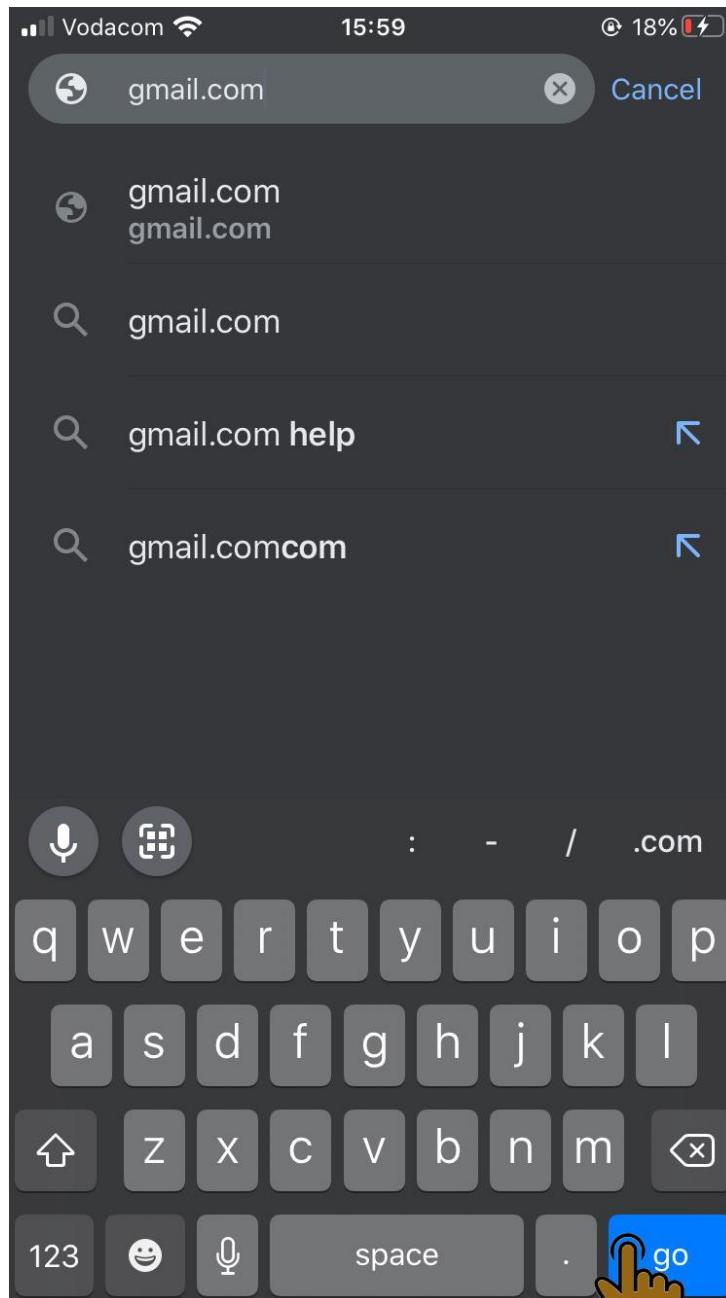 Vodacom 15:59 18%
gmail.com Cancel
gmail.com
gmail.com
gmail.com
gmail.com help
gmail.comcom
: - / .com
q w e r t y u i o p
a s d f g h j k l
z x c v b n m
123 space . go